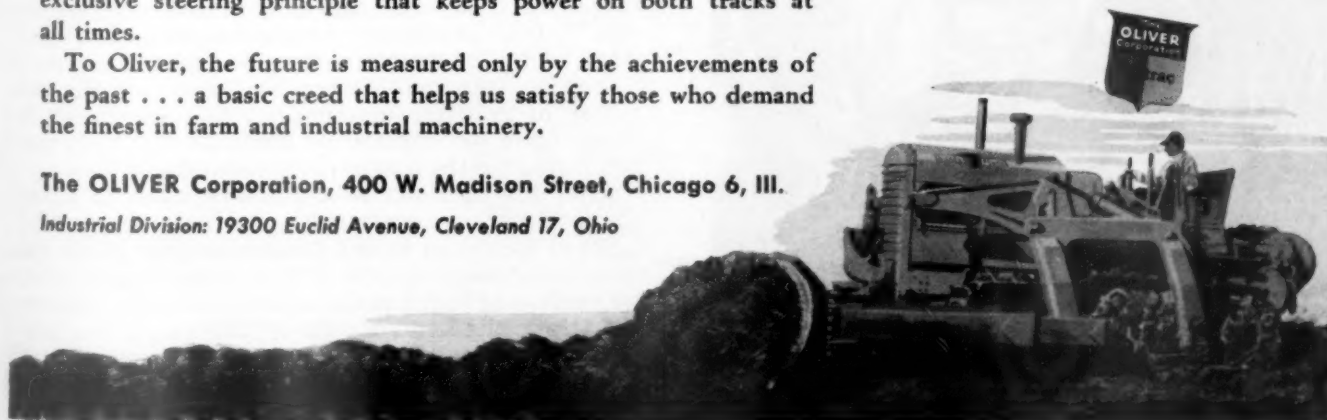 exclusive steering principle that keeps power on both tracks at
all times.
To Oliver, the future is measured only by the achievements of
the past . . . a basic creed that helps us satisfy those who demand
the finest in farm and industrial machinery.
The OLIVER Corporation, 400 W. Madison Street, Chicago 6, Ill.
Industrial Division: 19300 Euclid Avenue, Cleveland 17, Ohio
OLIVER
Corporation